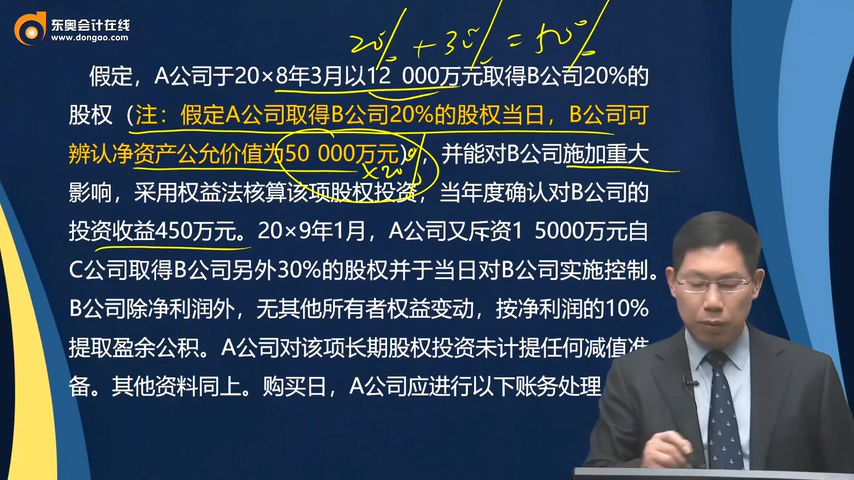 东奥会计在线
www.dongao.com
20% + 30% = 50%
假定，A公司于20×8年3月以12 000万元取得B公司20%的
股权（注：假定A公司取得B公司20%的股权当日，B公司可
辨认净资产公允价值为50 000万元），并能对B公司施加重大
×20%
影响，采用权益法核算该项股权投资，当年度确认对B公司的
投资收益450万元。20×9年1月，A公司又斥资1 5000万元自
C公司取得B公司另外30%的股权并于当日对B公司实施控制。
B公司除净利润外，无其他所有者权益变动，按净利润的10%
提取盈余公积。A公司对该项长期股权投资未计提任何减值准
备。其他资料同上。购买日，A公司应进行以下账务处理